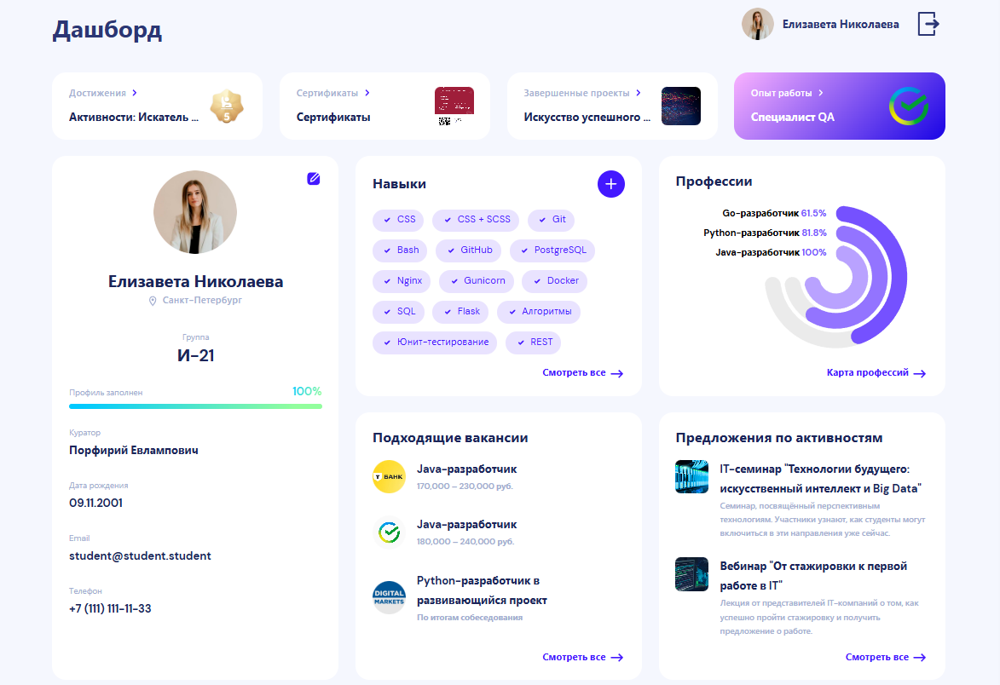 Дашборд
Елизавета Николаева
Достижения
Активности: Искатель ...
5
Сертификаты
Сертификаты
Завершенные проекты
Искусство успешного ...
Опыт работы
Специалист QA
Елизавета Николаева
Санкт-Петербург
Группа
И-21
Профиль заполнен
100%
Куратор
Порфирий Евлампович
Дата рождения
09.11.2001
Email
student@student.student
Телефон
+7 (111) 111-11-33
Навыки
CSS
CSS + SCSS
Git
Bash
GitHub
PostgreSQL
Nginx
Gunicorn
Docker
SQL
Flask
Алгоритмы
Юнит-тестирование
REST
Смотреть все
Профессии
Go-разработчик 61.5%
Python-разработчик 81.8%
Java-разработчик 100%
Карта профессий
Подходящие вакансии
Т БАНК
Java-разработчик
170,000 – 230,000 руб.
Java-разработчик
180,000 – 240,000 руб.
DIGITAL
MARKETS
Python-разработчик в
развивающийся проект
По итогам собеседования
Смотреть все
Предложения по активностям
IT-семинар "Технологии будущего:
искусственный интеллект и Big Data"
Семинар, посвящённый перспективным
технологиям. Участники узнают, как студенты могут
включиться в эти направления уже сейчас.
Вебинар "От стажировки к первой
работе в IT"
Лекция от представителей IT-компаний о том, как
успешно пройти стажировку и получить
предложение о работе.
Смотреть все